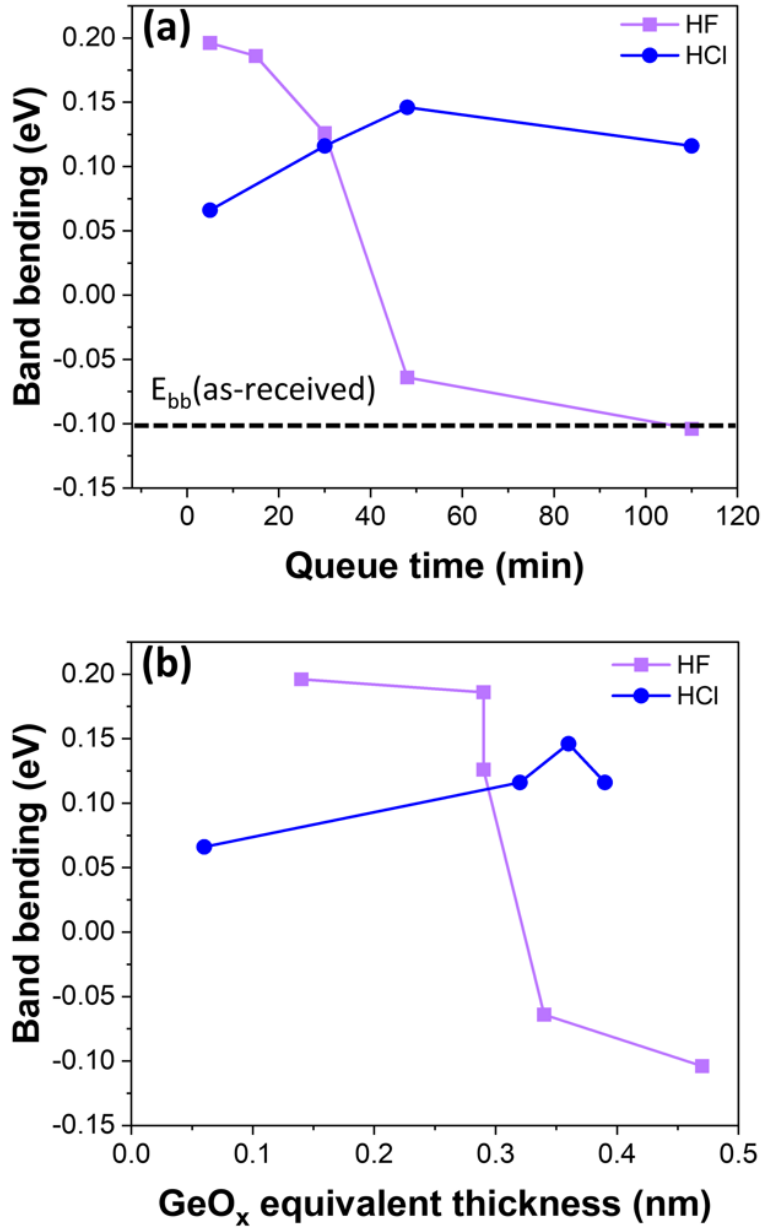 (a)
HF
HCl
0.20
0.15
0.10
0.05
0.00
-0.05
-0.10
-0.15
Band bending (eV)
E_bb(as-received)
0 20 40 60 80 100 120
Queue time (min)
(b)
HF
HCl
0.20
0.15
0.10
0.05
0.00
-0.05
-0.10
-0.15
Band bending (eV)
0.0 0.1 0.2 0.3 0.4 0.5
GeOₓ equivalent thickness (nm)